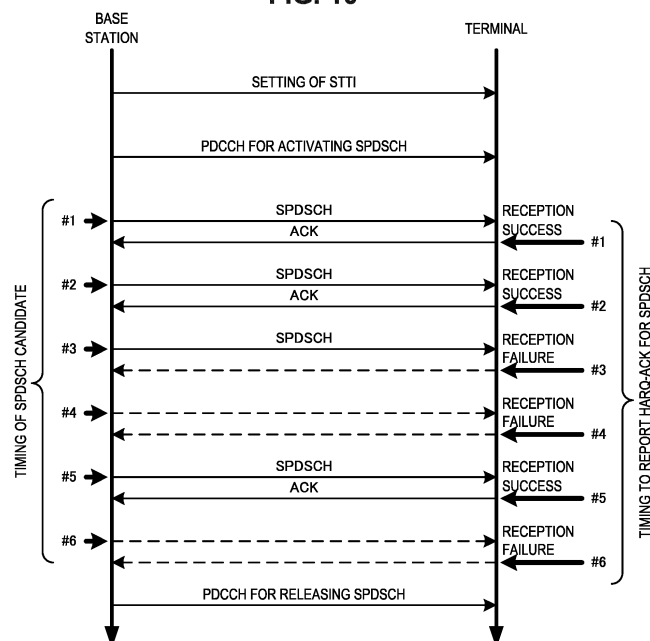 BASE
STATION
TERMINAL
SETTING OF STTI
PDCCH FOR ACTIVATING SPDSCH
TIMING OF SPDSCH CANDIDATE
TIMING TO REPORT HARQ-ACK FOR SPDSCH
#1
SPDSCH
RECEPTION
SUCCESS
ACK
#1
#2
SPDSCH
RECEPTION
SUCCESS
ACK
#2
#3
SPDSCH
RECEPTION
FAILURE
#3
#4
RECEPTION
FAILURE
#4
#5
SPDSCH
RECEPTION
SUCCESS
ACK
#5
#6
RECEPTION
FAILURE
#6
PDCCH FOR RELEASING SPDSCH